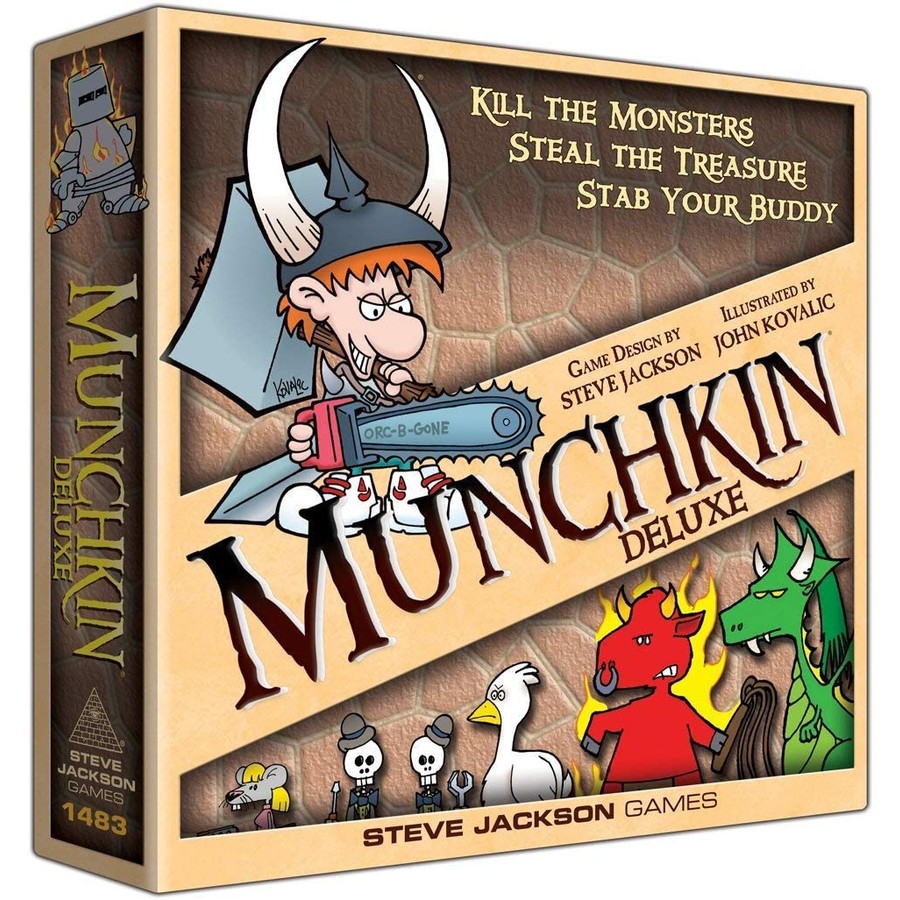 Kill the Monsters
Steal the Treasure
Stab Your Buddy
Game Design by
Steve Jackson
Illustrated by
John Kovalic
Kovalic
ORC-B-GONE
Munchkin
Deluxe
STEVE JACKSON GAMES
Munchkin
Deluxe
STEVE
JACKSON
GAMES
1483